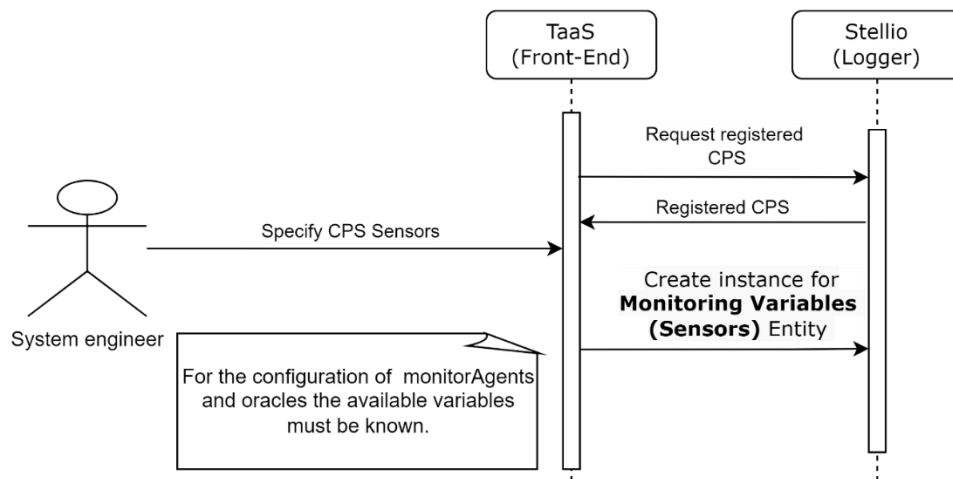 TaaS
(Front-End)
Stellio
(Logger)
Request registered
CPS
Registered CPS
Specify CPS Sensors
Create instance for
Monitoring Variables
(Sensors) Entity
System engineer
For the configuration of monitorAgents
and oracles the available variables
must be known.